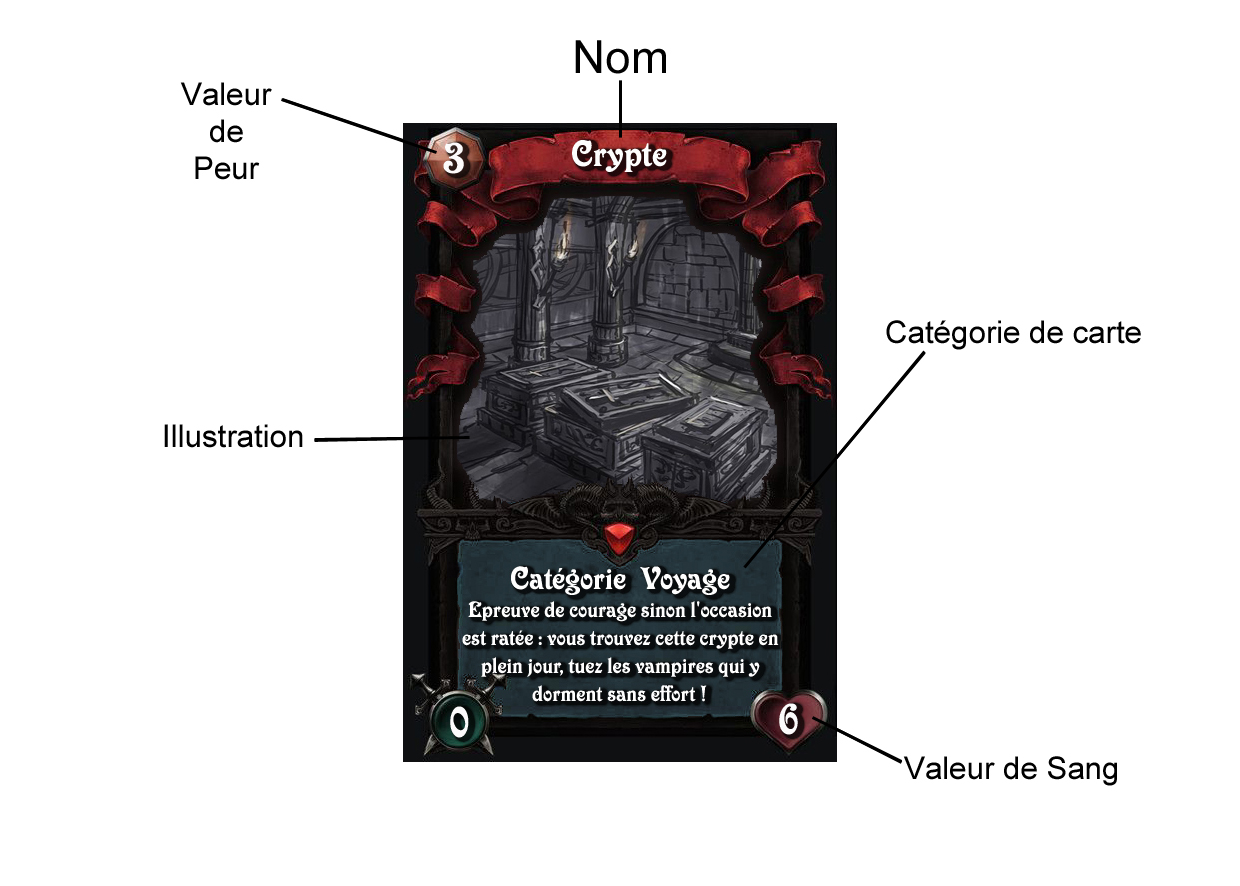 Nom
Valeur
de
Peur
3
Crypte
Catégorie de carte
Illustration
Catégorie Voyage
Epreuve de courage sinon l'occasion
est ratée : vous trouvez cette crypte en
plein jour, tuez les vampires qui y
dorment sans effort !
0
6
Valeur de Sang